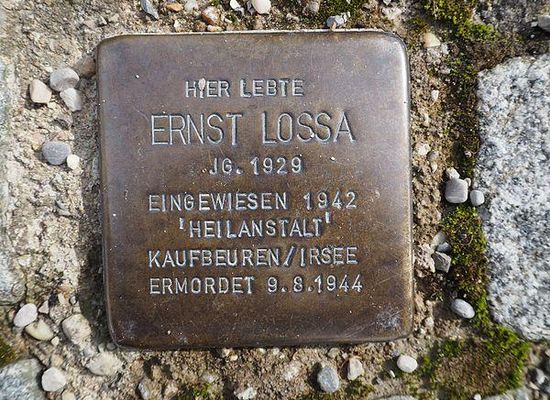 HIER LEBTE
ERNST LOSSA
JG. 1929
EINGEWIESEN 1942
'HEILANSTALT'
KAUFBEUREN/IRSEE
ERMORDET 9.8.1944